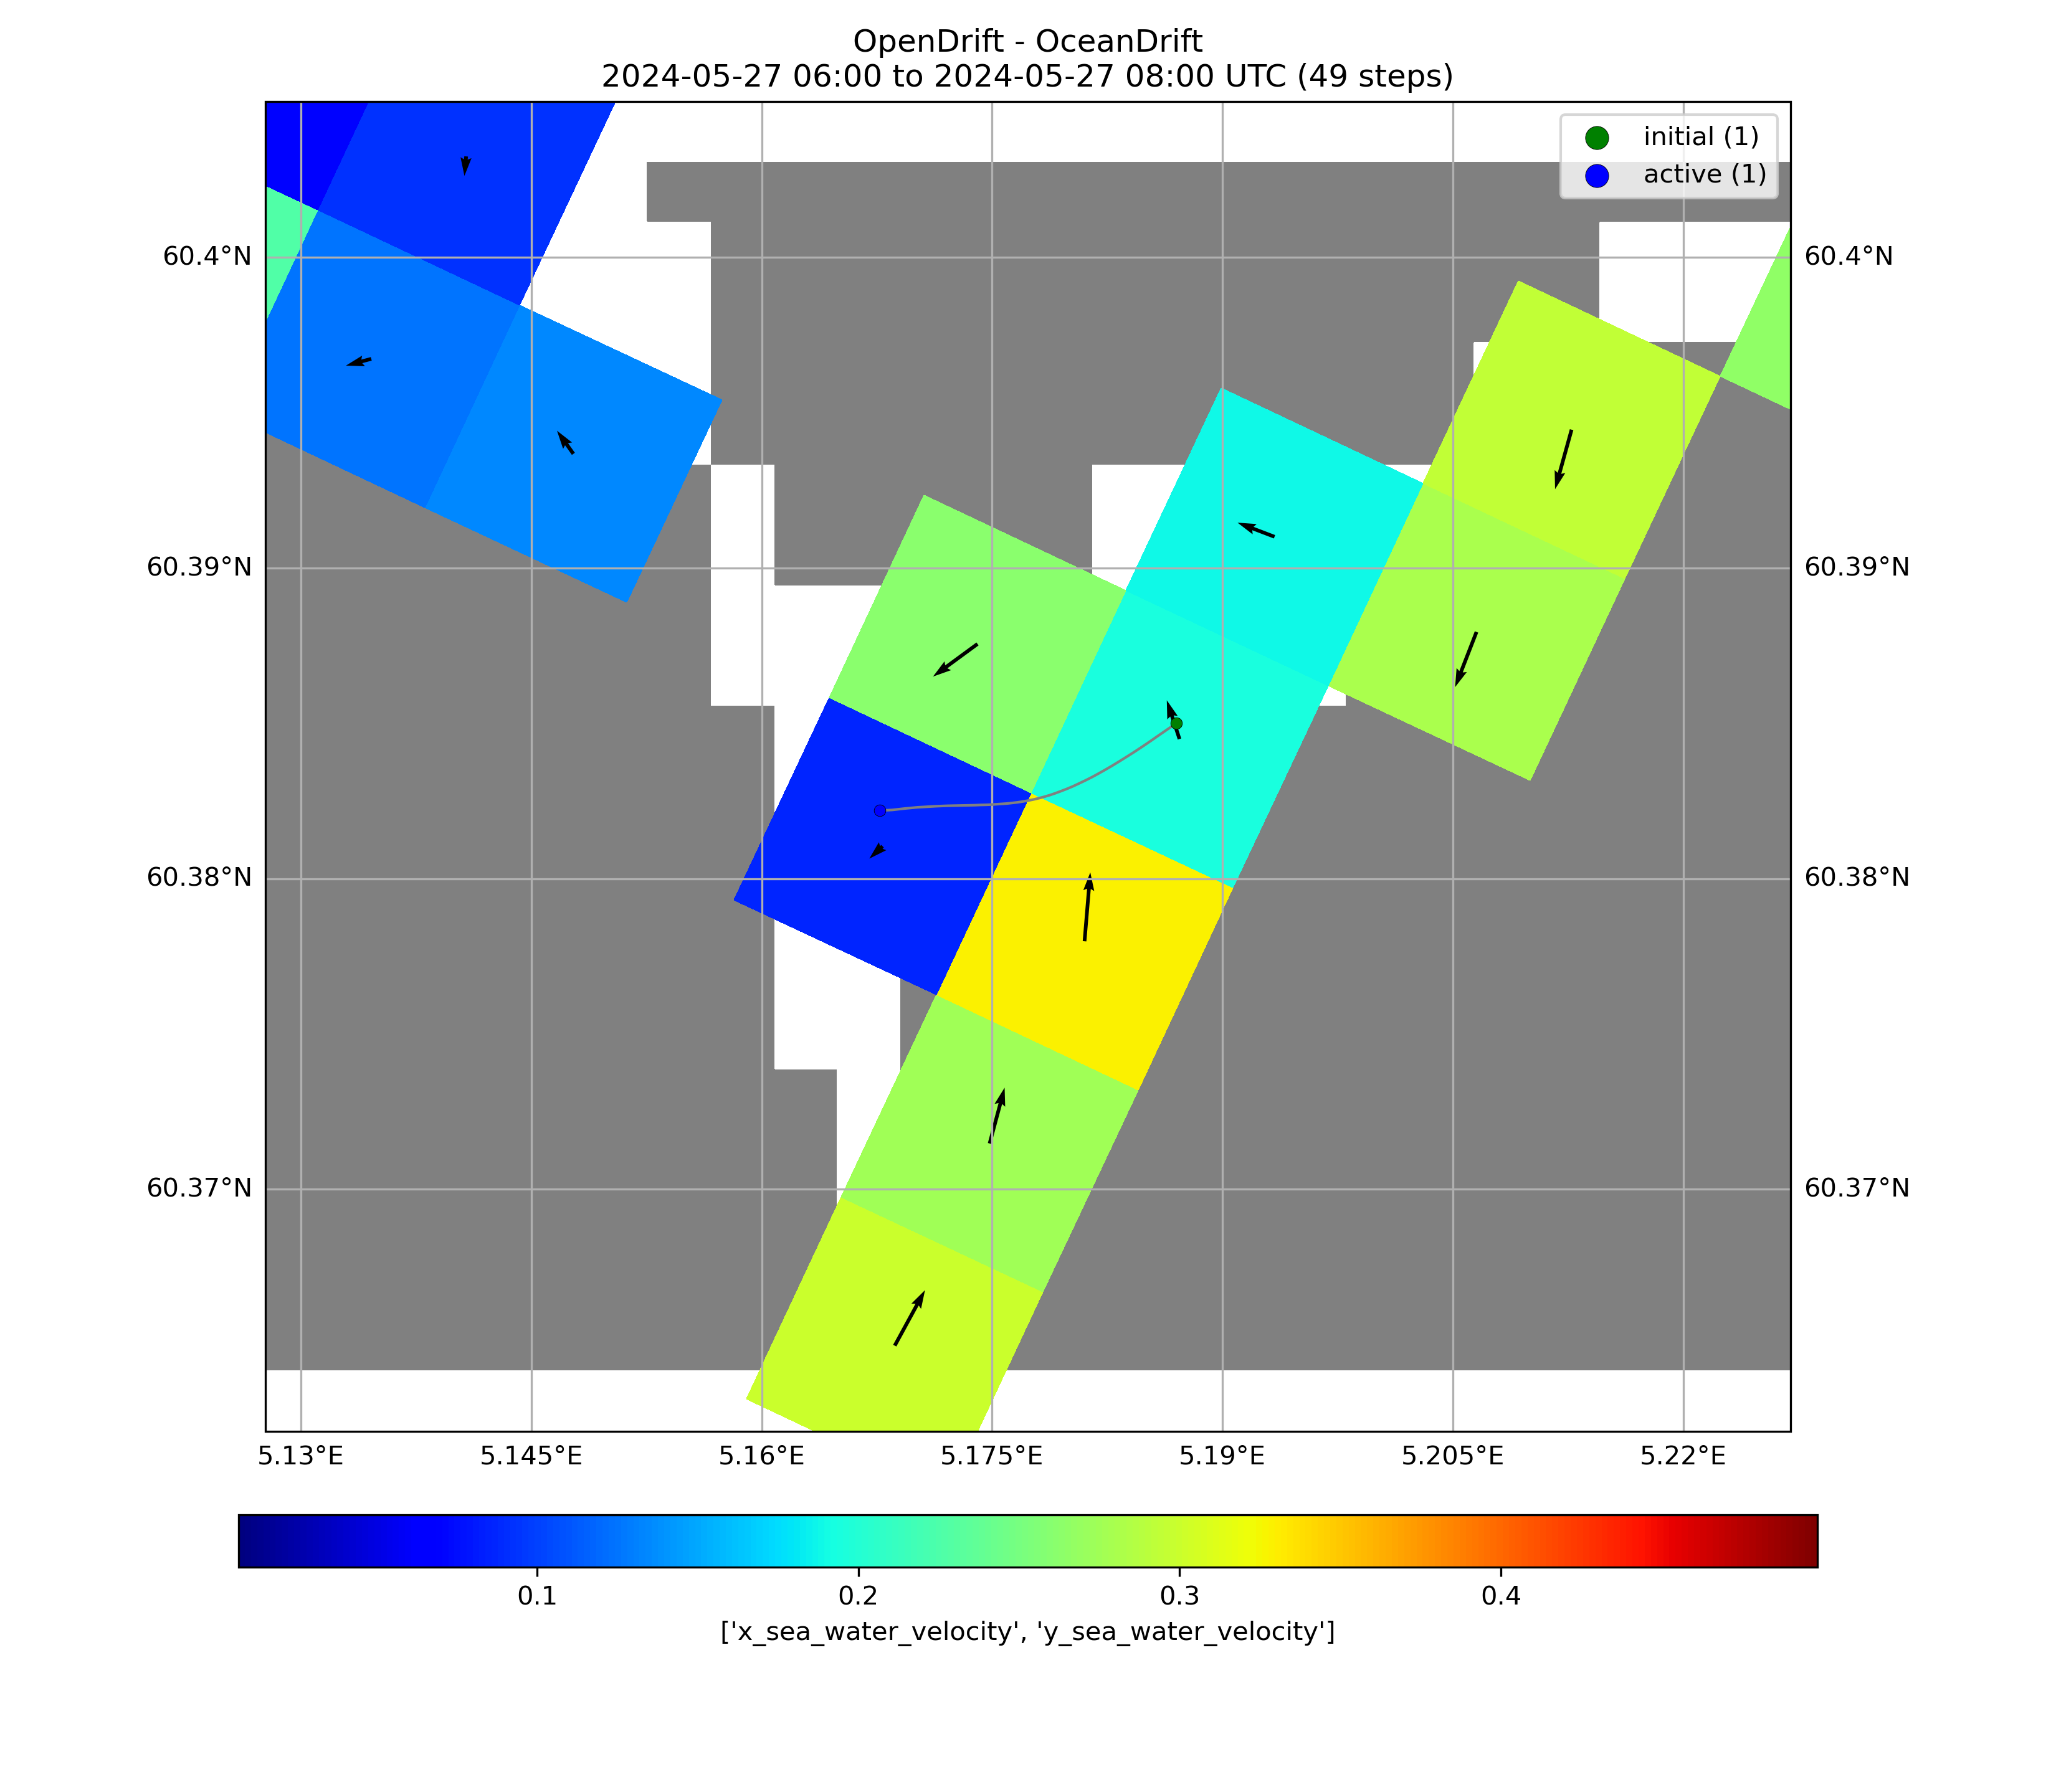 OpenDrift - OceanDrift
2024-05-27 06:00 to 2024-05-27 08:00 UTC (49 steps)
initial (1)
active (1)
60.4°N
60.4°N
60.39°N
60.39°N
60.38°N
60.38°N
60.37°N
60.37°N
5.13°E 5.145°E 5.16°E 5.175°E 5.19°E 5.205°E 5.22°E
0.1 0.2 0.3 0.4
['x_sea_water_velocity', 'y_sea_water_velocity']